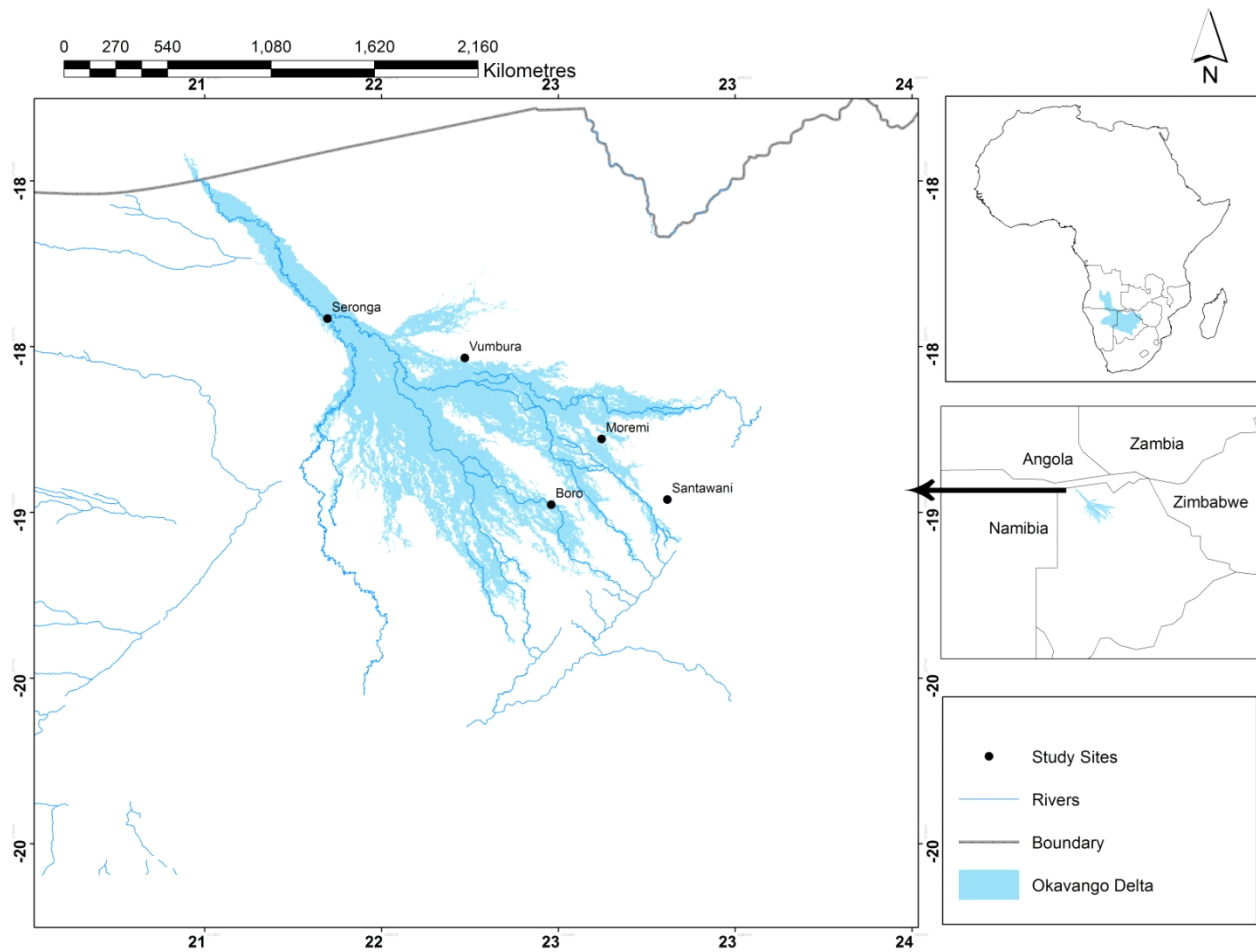 0 270 540 1,080 1,620 2,160
Kilometres
N
21 22 23 23 24
-18
-18
Seronga
Vumbura
Moremi
Boro
Santawani
-19
-20
-20
-18
-18
-19
-20
-20
21 22 23 23 24
Angola
Zambia
Zimbabwe
Namibia
Study Sites
Rivers
Boundary
Okavango Delta